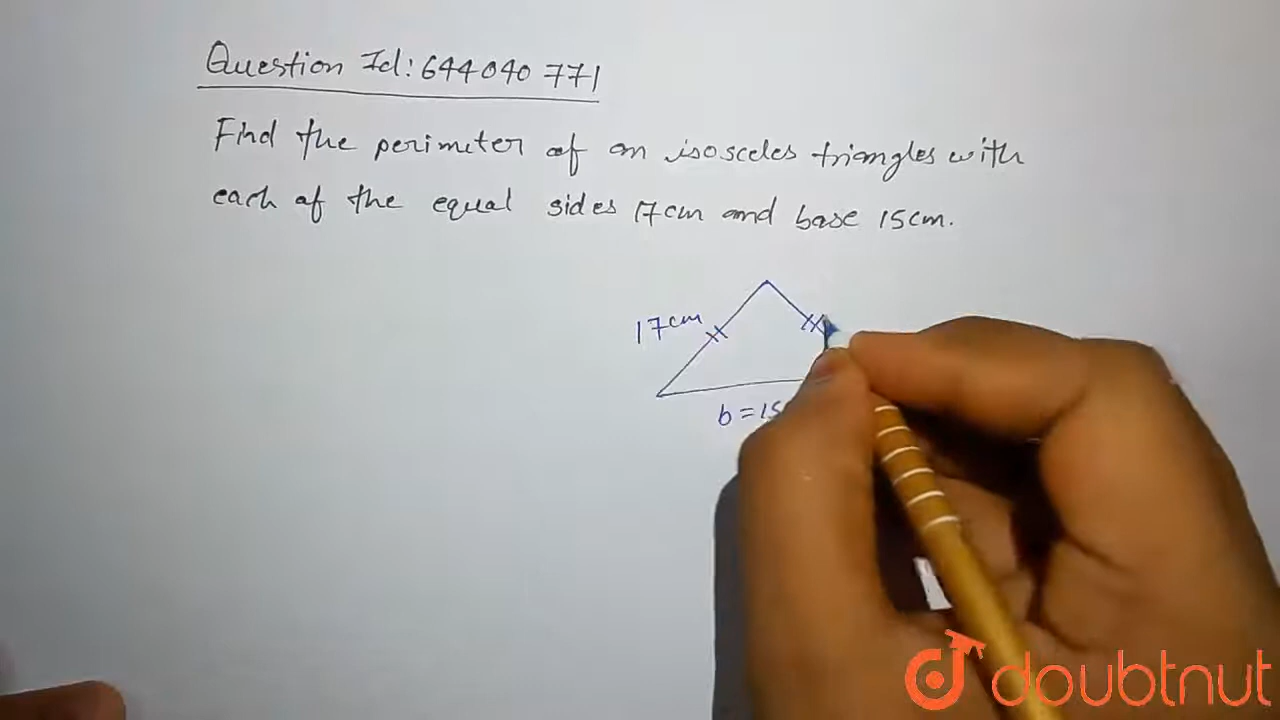 Question Id: 644040771
Find the perimeter of an isosceles triangles with
each of the equal sides 17cm and base 15cm.
17cm
b=15
doubtnut